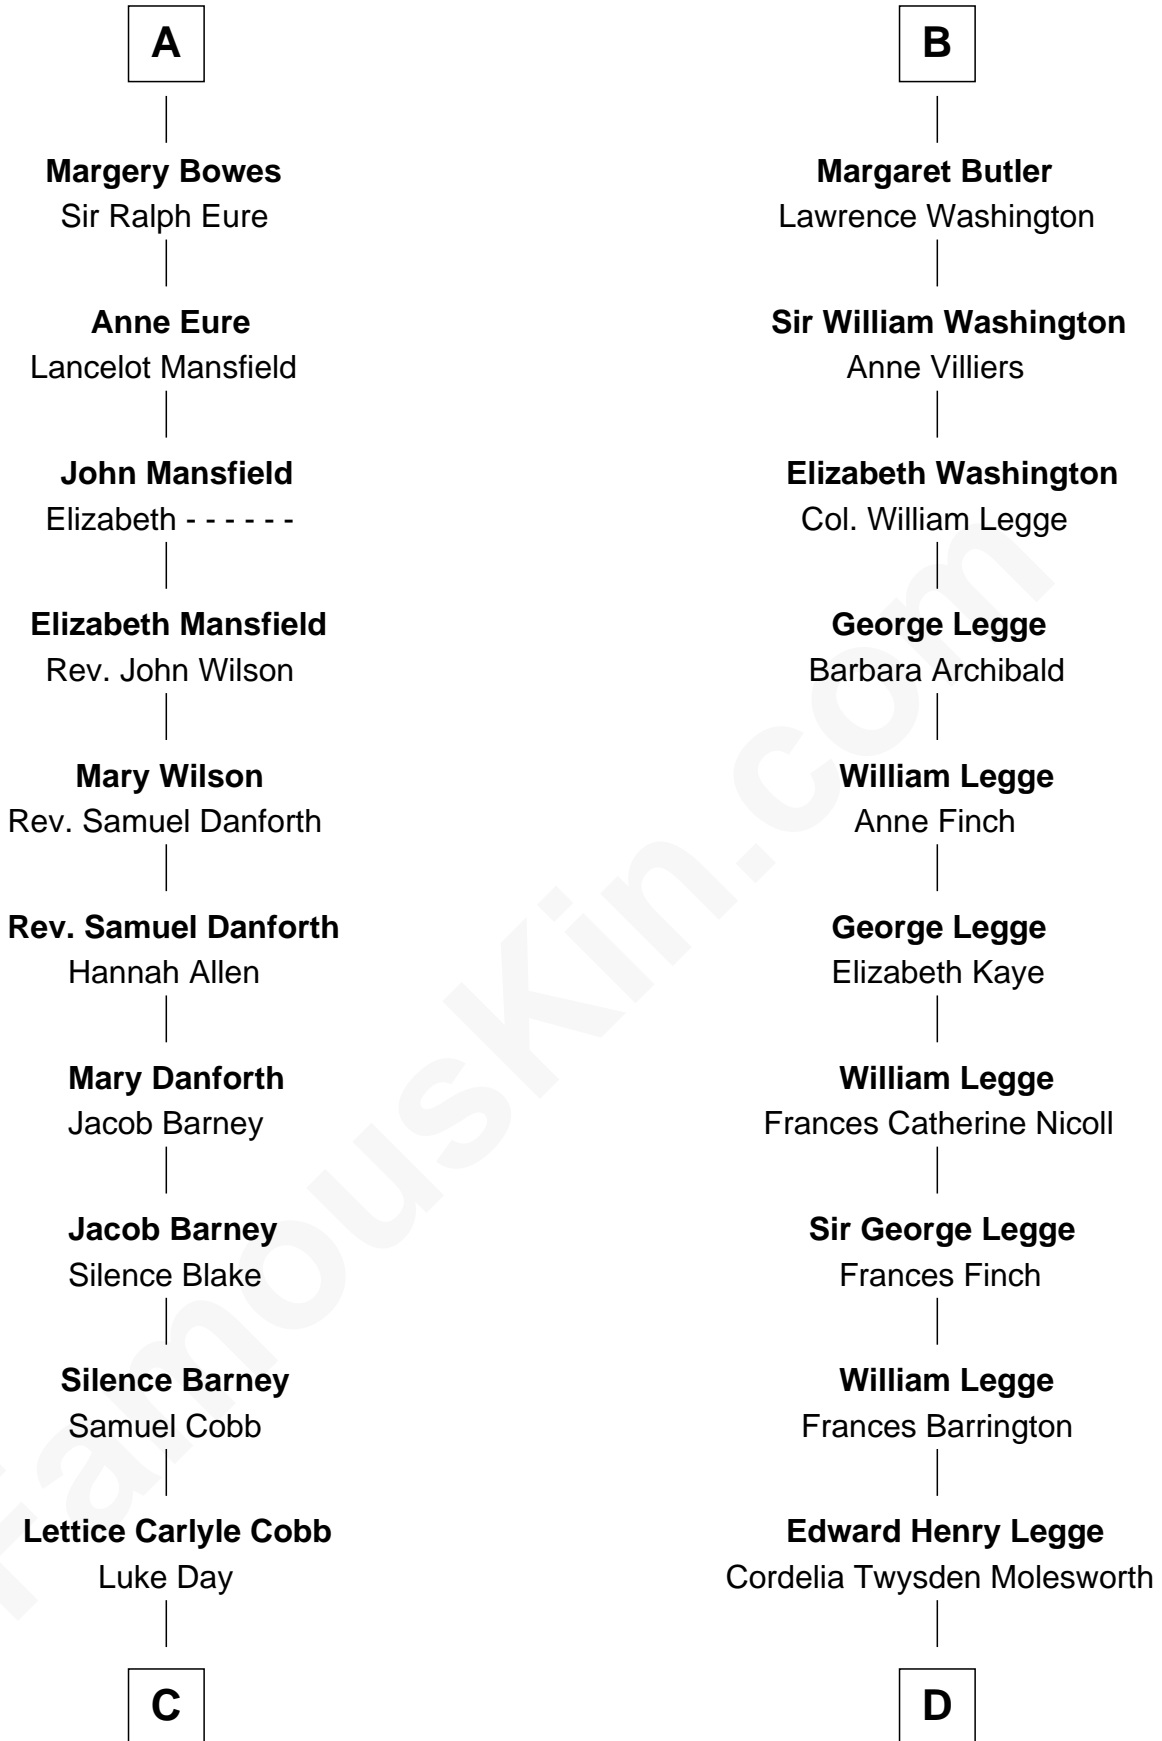 A
Margery Bowes
Sir Ralph Eure
Anne Eure
Lancelot Mansfield
John Mansfield
Elizabeth - - - - - -
Elizabeth Mansfield
Rev. John Wilson
Mary Wilson
Rev. Samuel Danforth
Rev. Samuel Danforth
Hannah Allen
Mary Danforth
Jacob Barney
Jacob Barney
Silence Blake
Silence Barney
Samuel Cobb
Lettice Carlyle Cobb
Luke Day
C
B
Margaret Butler
Lawrence Washington
Sir William Washington
Anne Villiers
Elizabeth Washington
Col. William Legge
George Legge
Barbara Archibald
William Legge
Anne Finch
George Legge
Elizabeth Kaye
William Legge
Frances Catherine Nicoll
Sir George Legge
Frances Finch
William Legge
Frances Barrington
Edward Henry Legge
Cordelia Twysden Molesworth
D
FamousKin.com